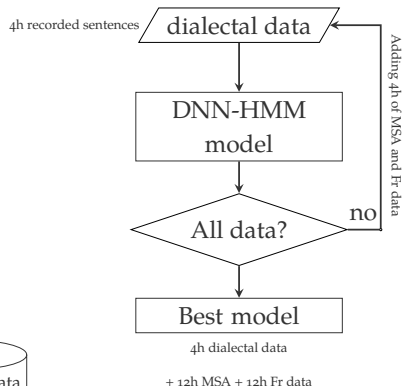 4h recorded sentences
dialectal data
Adding 4h of MSA and Fr data
DNN-HMM
model
All data?
no
Best model
4h dialectal data
+ 12h MSA + 12h Fr data
data